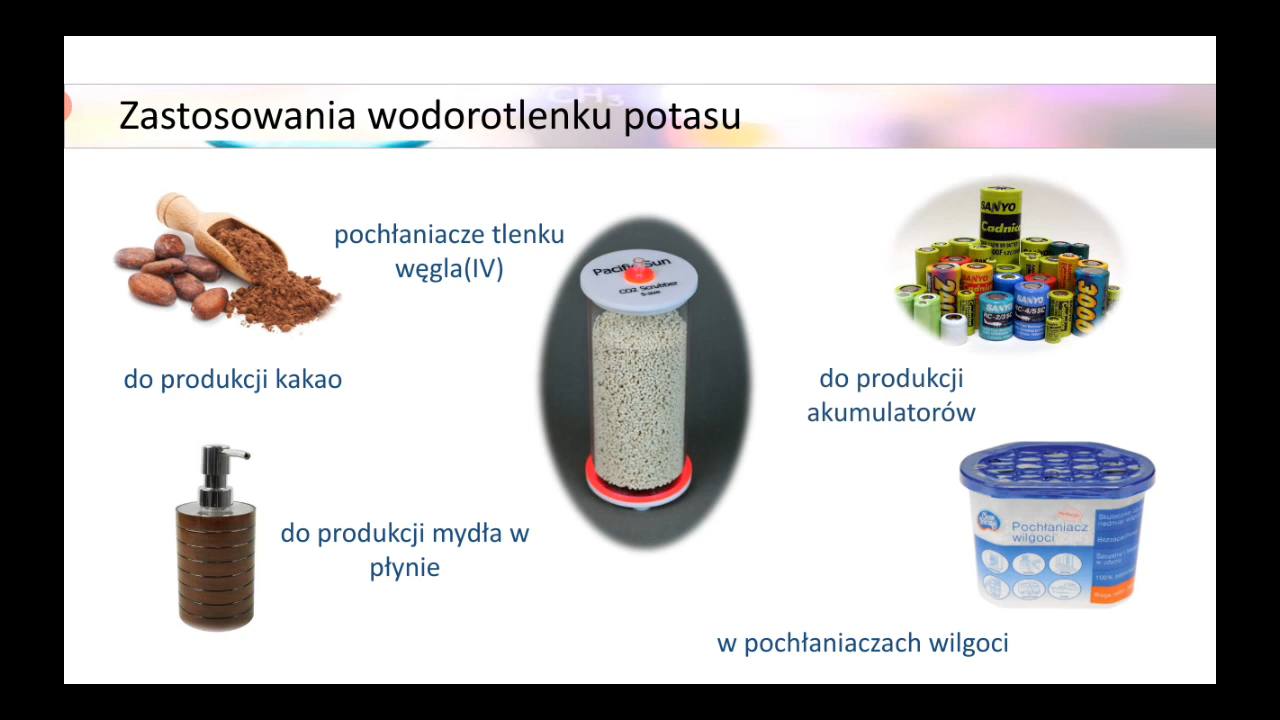 CH₃
Zastosowania wodorotlenku potasu
pochłaniacze tlenku
węgla(IV)
Pacific Sun
CO2 Scrubber
SANYO
Cadnica
do produkcji kakao
do produkcji
akumulatorów
do produkcji mydła w
płynie
Pochłaniacz
wilgoci
w pochłaniaczach wilgoci